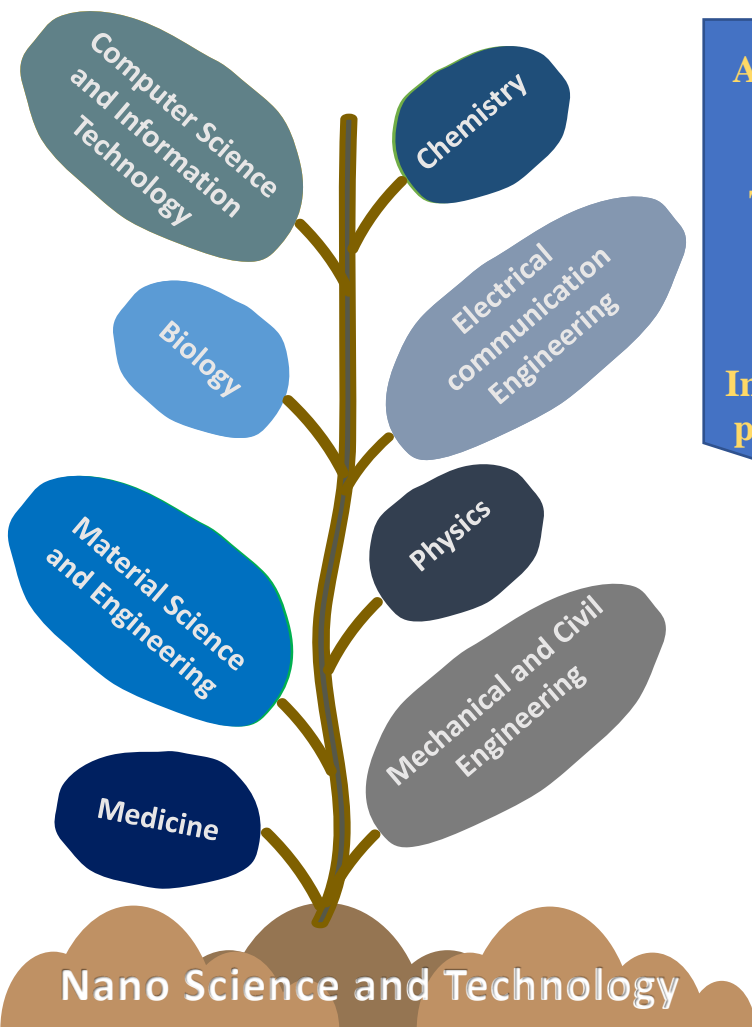 Computer Science
and Information
Technology
Chemistry
Electrical
communication
Engineering
Biology
Physics
Material Science
and Engineering
Mechanical and Civil
Engineering
Medicine
Nano Science and Technology